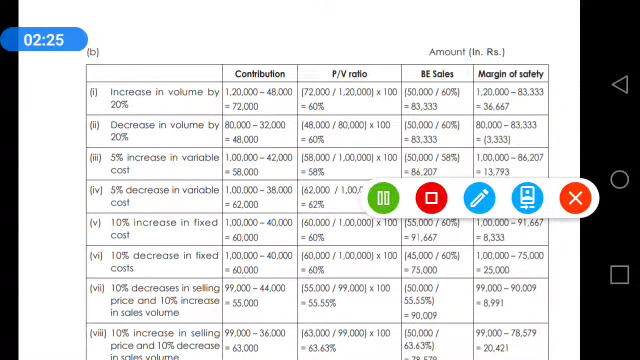 02:25
(b) Amount (In. Rs.)
Contribution P/V ratio BE Sales Margin of safety
(i) Increase in volume by 1,20,000 – 48,000 (72,000 / 1,20,000) x 100 (50,000 / 60%) 1,20,000 – 83,333
20% = 72,000 = 60% = 83,333 = 36,667
(ii) Decrease in volume by 80,000 – 32,000 (48,000 / 80,000) x 100 (50,000 / 60%) 80,000 – 83,333
20% = 48,000 = 60% = 83,333 = (3,333)
(iii) 5% increase in variable 1,00,000 – 42,000 (58,000 / 1,00,000) x 100 (50,000 / 58%) 1,00,000 – 86,207
cost = 58,000 = 58% = 86,207 = 13,793
(iv) 5% decrease in variable 1,00,000 – 38,000 (62,000 / 1,00,
cost = 62,000 = 62%
(v) 10% increase in fixed 1,00,000 – 40,000 (60,000 / 1,00,000) x 100 (55,000 / 60%) 1,00,000 – 91,667
cost = 60,000 = 60% = 91,667 = 8,333
(vi) 10% decrease in fixed 1,00,000 – 40,000 (60,000 / 1,00,000) x 100 (45,000 / 60%) 1,00,000 – 75,000
costs = 60,000 = 60% = 75,000 = 25,000
(vii) 10% decreases in selling 99,000 – 44,000 (55,000 / 99,000) x 100 (50,000 / 99,000 – 90,009
price and 10% increase = 55,000 = 55.55% 55.55%) = 8,991
in sales volume = 90,009
(viii) 10% increase in selling 99,000 – 36,000 (63,000 / 99,000) x 100 (50,000 / 99,000 – 78,579
price and 10% decrease = 63,000 = 63.63% 63.63%) = 20,421
in sales volume = 78,579